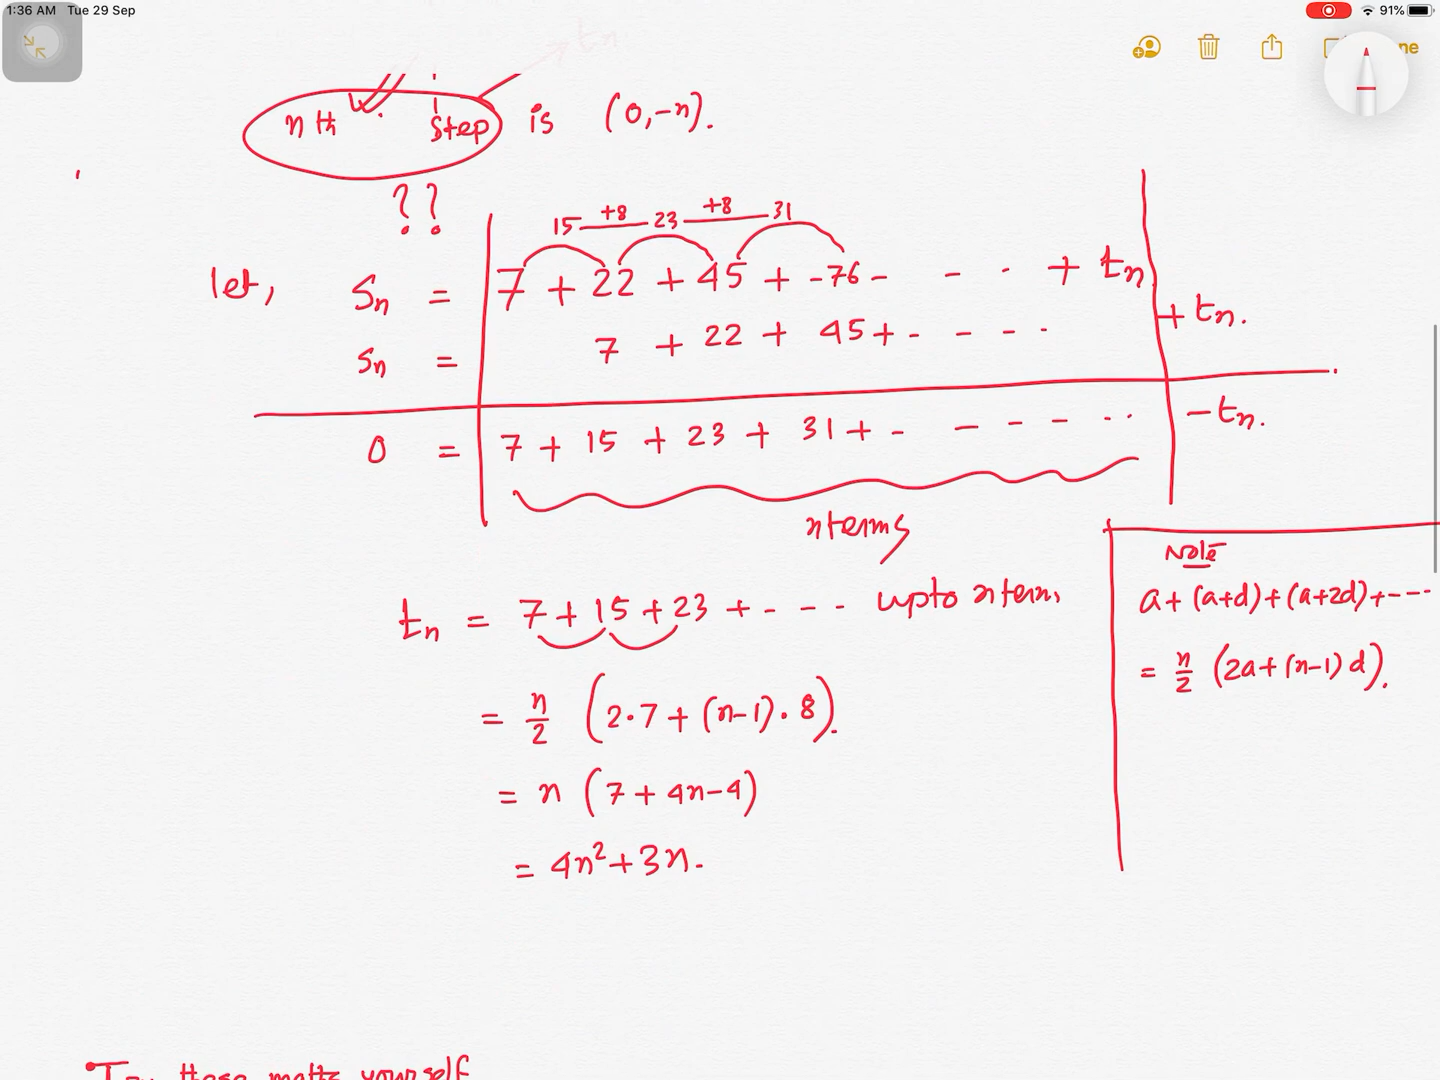 1:36 AM Tue 29 Sep 91%
tn
nth step is (0,-n).
??
15 +8 23 +8 31
let, Sn = 7 + 22 + 45 + -76- - · + tn
Sn = 7 + 22 + 45 + - - - - + tn.
0 = 7 + 15 + 23 + 31 + - - - - - -- - tn.
n terms
tn = 7 + 15 + 23 + - - - upto n term,
= n/2 (2·7 + (n-1)·8).
= n (7 + 4n-4)
= 4n² + 3n.
Note
a + (a+d) + (a+2d) + ---
= n/2 (2a + (n-1) d).
yourself